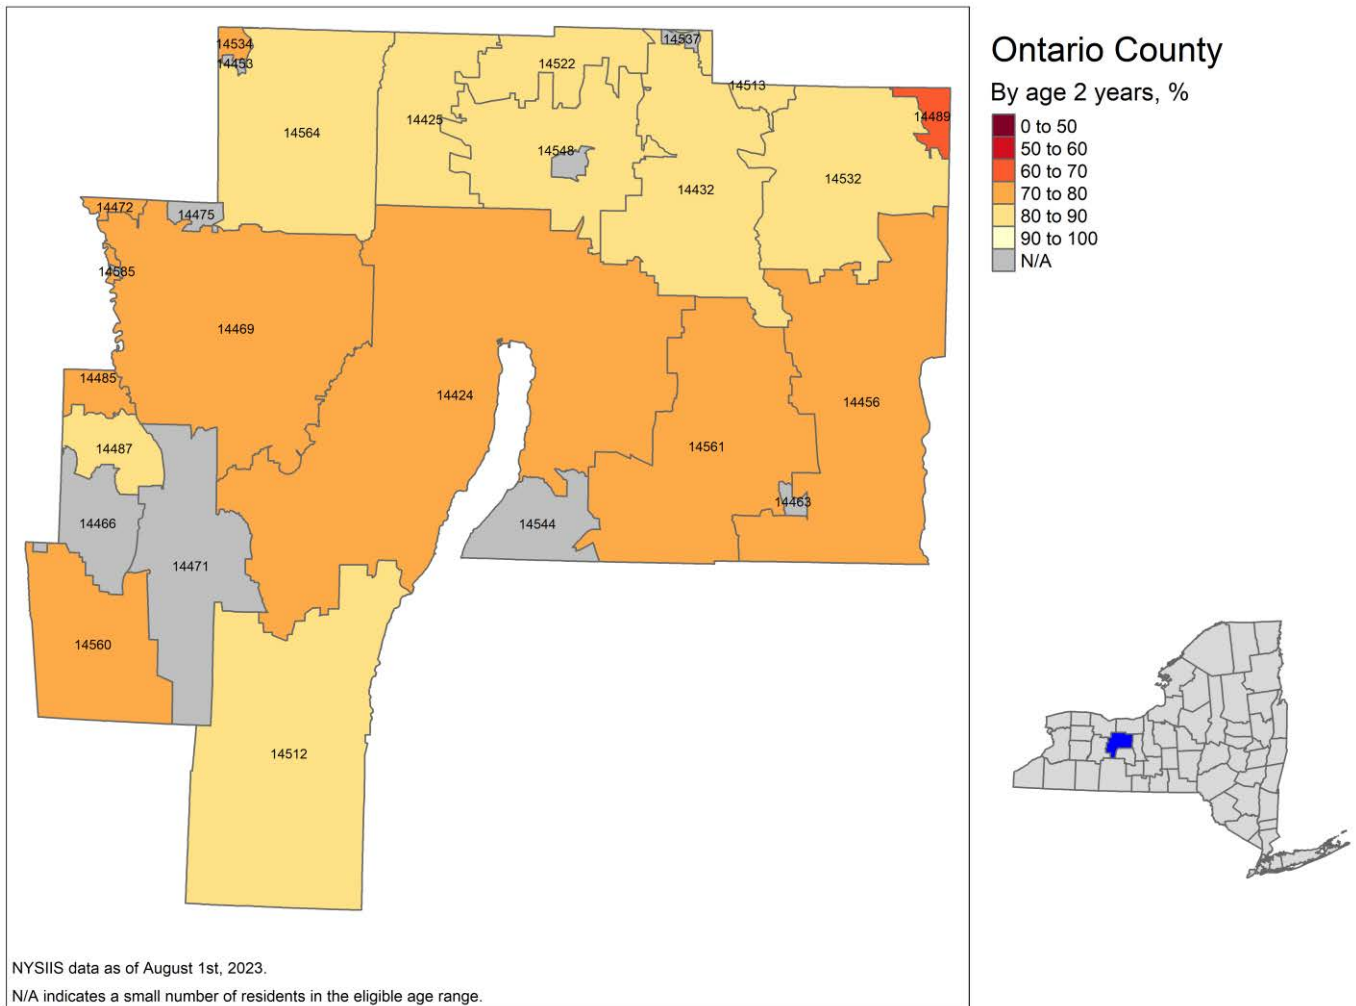 Ontario County
By age 2 years, %
0 to 50
50 to 60
60 to 70
70 to 80
80 to 90
90 to 100
N/A
14534
14453
14537
14522
14513
14489
14425
14564
14548
14532
14432
14472
14475
14585
14469
14485
14424
14456
14487
14561
14463
14466
14544
14471
14560
14512
NYSIIS data as of August 1st, 2023.
N/A indicates a small number of residents in the eligible age range.